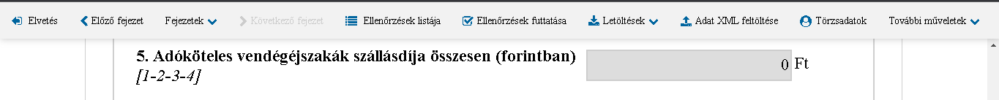 Elvetés Előző fejezet Fejezetek Következő fejezet Ellenőrzések listája Ellenőrzések futtatása Letöltések Adat XML feltöltése Törzsadatok További műveletek
5. Adóköteles vendégéjszakák szállásdíja összesen (forintban)
0 Ft
[1-2-3-4]